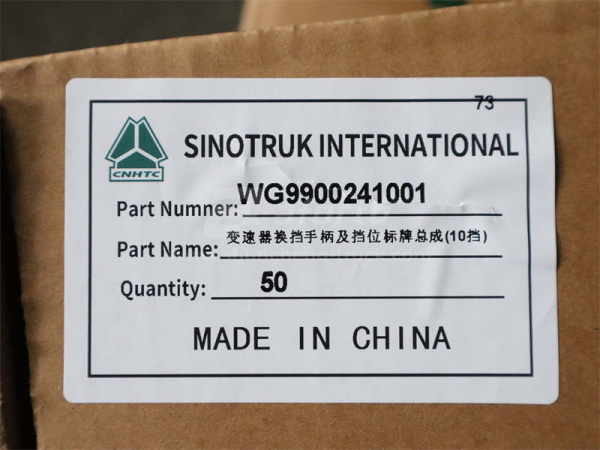 73
SINOTRUK INTERNATIONAL
CNHTC
Part Numner: WG9900241001
Part Name: 变速器换挡手柄及挡位标牌总成(10挡)
Quantity: 50
MADE IN CHINA